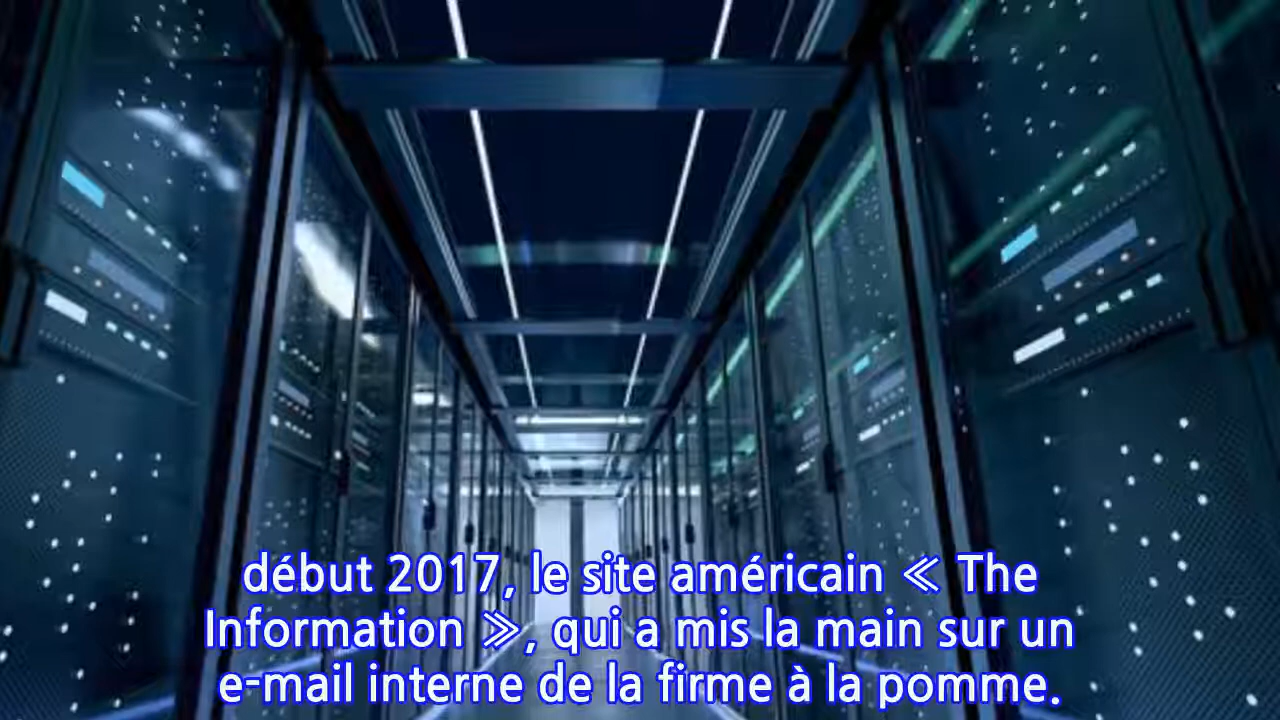 début 2017, le site américain ≪ The
Information ≫, qui a mis la main sur un
e-mail interne de la firme à la pomme.